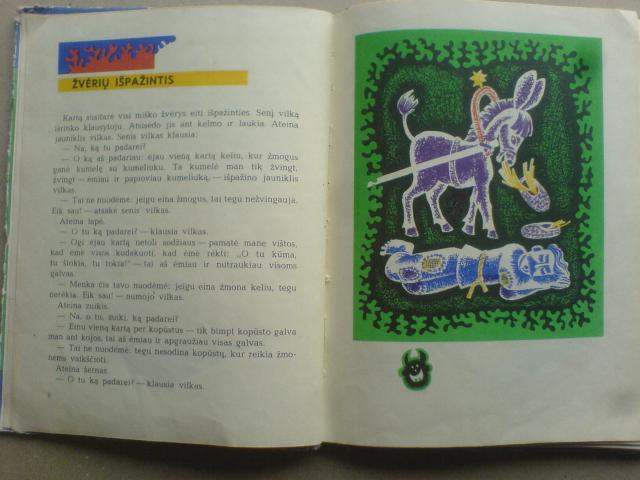 ŽVĖRIŲ IŠPAŽINTIS
Kartą susitarė visi miško žvėrys eiti išpažinties. Senį vilką
išrinko klausytoju. Atsisėdo jis ant kelmo ir laukia. Ateina
jauniklis vilkas. Senis vilkas klausia:
— Na, ką tu padarei?
— O ką aš padariau: ėjau vieną kartą keliu, kur žmogus
ganė kumelę su kumeliuku. Ta kumelė man tik žvingt,
žvingt! — ėmiau ir papioviau kumeliuką, — išpažino jauniklis
vilkas.
— Tai ne nuodėmė: jeigu eina žmogus, tai tegu nežvingauja.
Eik sau! — atsakė senis vilkas.
Ateina lapė.
— O tu ką padarei? — klausia vilkas.
— Ogi ėjau kartą netoli sodžiaus — pamatė mane vištos,
kad ėmė visos kudakuoti, kad ėmė rėkti: „O tu kūma,
tu šiokia, tu tokia!" — tai aš ėmiau ir nutraukiau visoms
galvas.
— Menka čis tavo nuodėmė: jeigu eina žmona keliu, tegu
nerėkia. Eik sau! — numojo vilkas.
Ateina zuikis.
— Na, o tu, zuiki, ką padarei?
— Einu vieną kartą per kopūstus — tik bimpt kopūsto galva
man ant kojos, tai aš ėmiau ir apgraužiau visas galvas.
— Tai ne nuodėmė: tegu nesodina kopūstų, kur reikia žmo-
nėms vaikščioti.
Ateina šernas.
— O tu ką padarei? — klausia vilkas.